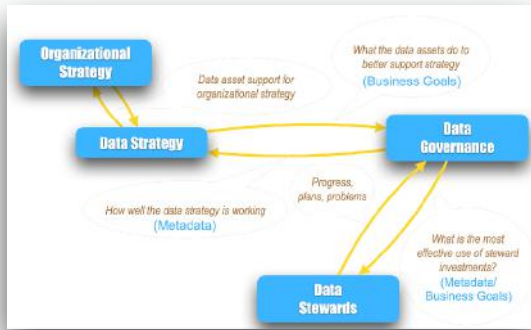 Organizational
Strategy
What the data assets do to
better support strategy
(Business Goals)
Data asset support for
organizational strategy
Data Strategy
Data
Governance
Progress,
plans, problems
How well the data strategy is working
(Metadata)
What is the most
effective use of steward
investments?
(Metadata/
Business Goals)
Data
Stewards